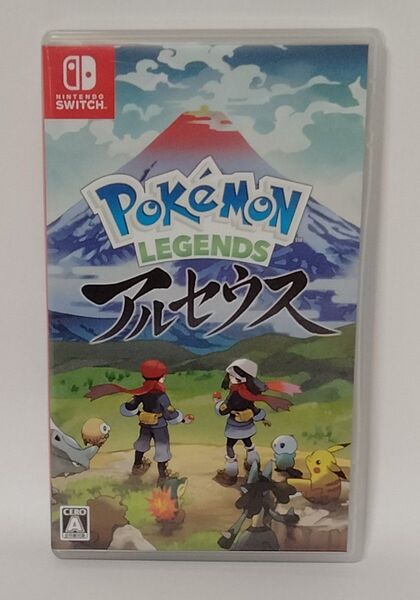 NINTENDO
SWITCH
POKéMON
LEGENDS
アルセウス
CERO
A